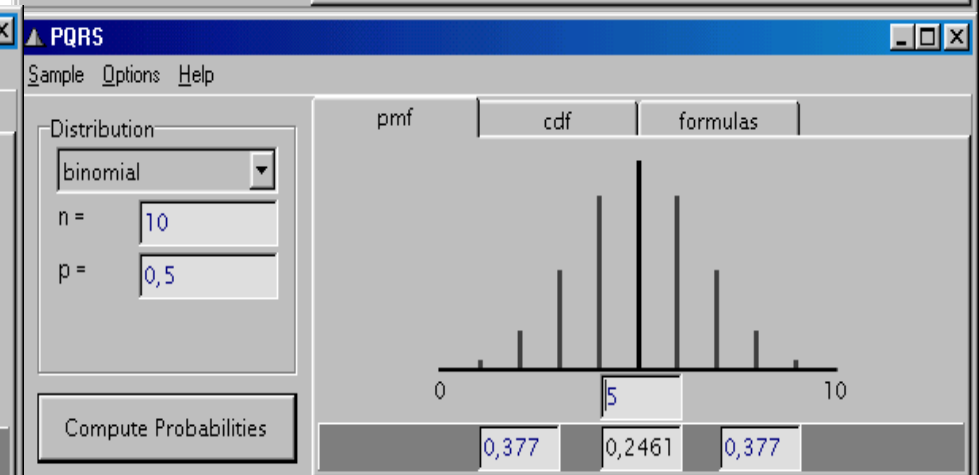 PQRS
Sample Options Help
pmf cdf formulas
Distribution
binomial
n = 10
p = 0,5
0 5 10
Compute Probabilities
0,377 0,2461 0,377